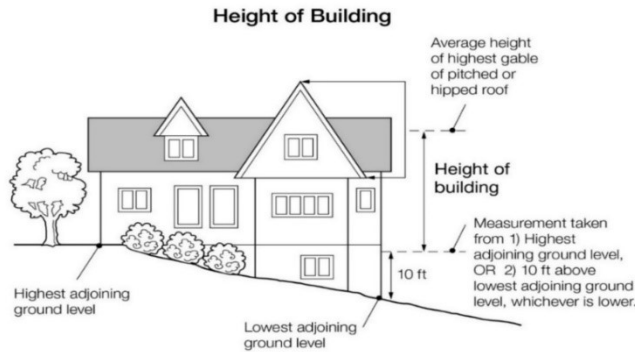 Height of Building
Average height
of highest gable
of pitched or
hipped roof
Height of
building
Measurement taken
from 1) Highest
adjoining ground level,
OR 2) 10 ft above
lowest adjoining ground
level, whichever is lower.
10 ft
Highest adjoining
ground level
Lowest adjoining
ground level